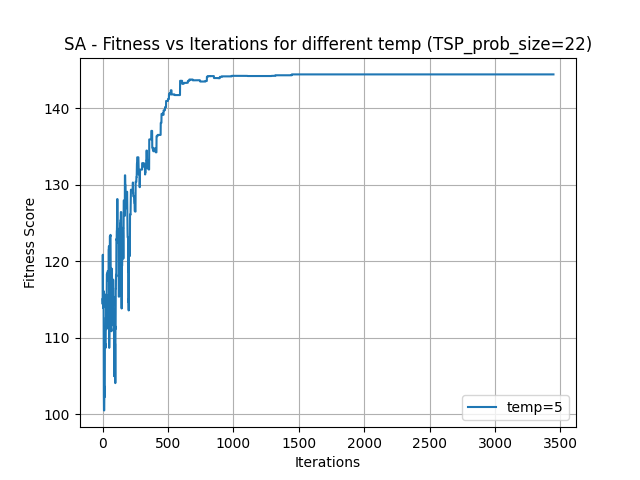 SA - Fitness vs Iterations for different temp (TSP_prob_size=22)
140
130
120
110
100
Fitness Score
temp=5
0 500 1000 1500 2000 2500 3000 3500
Iterations